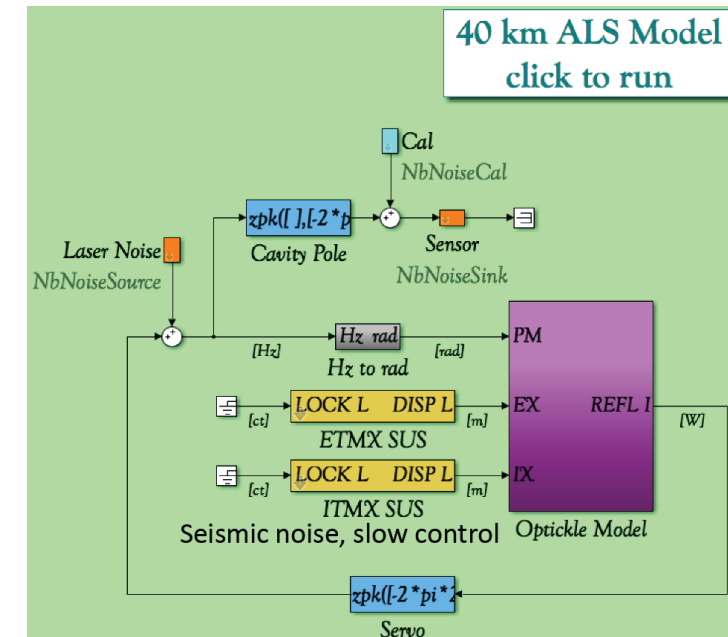 40 km ALS Model
click to run
Cal
NbNoiseCal
zpk([ ],[-2*p
Cavity Pole
Sensor
NbNoiseSink
Laser Noise
NbNoiseSource
[Hz]
Hz rad
Hz to rad
[rad]
PM
[ct]
LOCK L DISP L
[m]
EX
REFL I
[W]
ETMX SUS
[ct]
LOCK L DISP L
[m]
IX
ITMX SUS
Optickle Model
Seismic noise, slow control
zpk([-2*pi*2
Servo